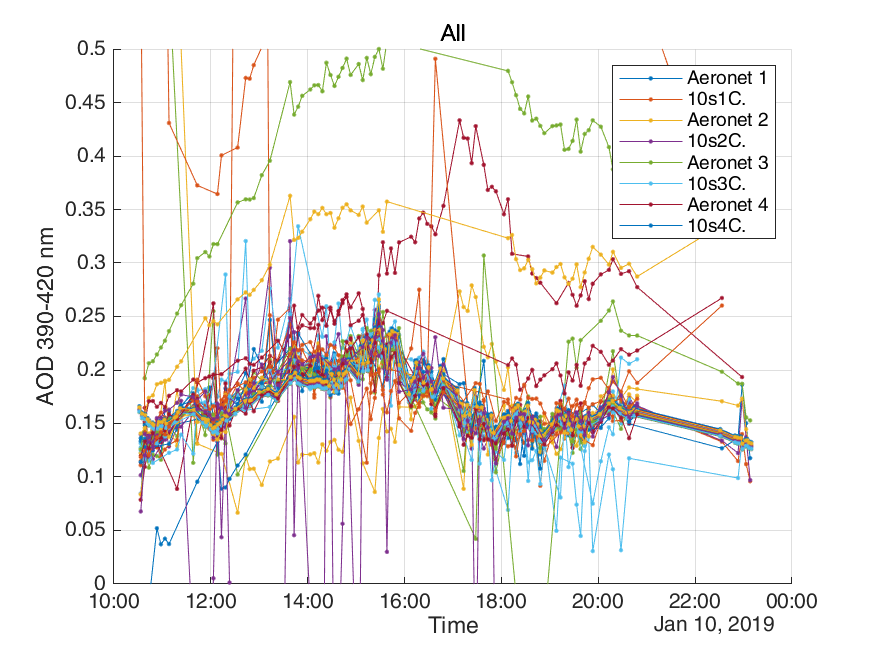 All
0.5
0.45
0.4
0.35
0.3
0.25
0.2
0.15
0.1
0.05
0
AOD 390-420 nm
Aeronet 1
10s1C.
Aeronet 2
10s2C.
Aeronet 3
10s3C.
Aeronet 4
10s4C.
10:00 12:00 14:00 16:00 18:00 20:00 22:00 00:00
Time
Jan 10, 2019